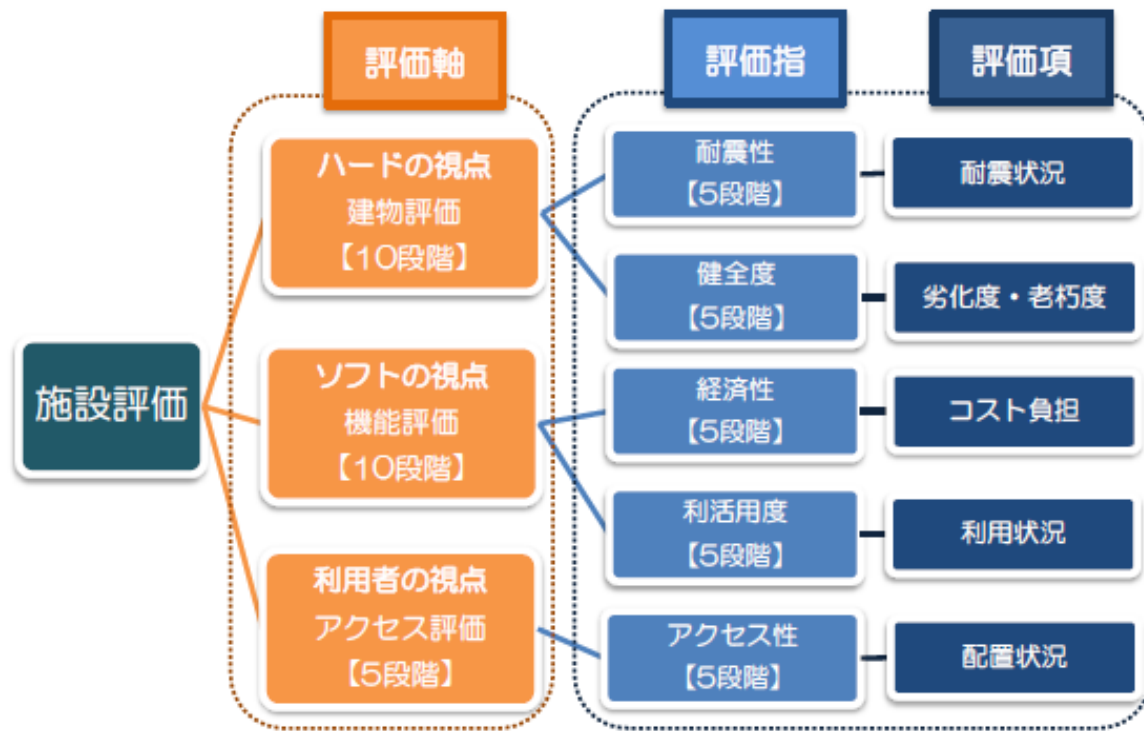 評価軸
評価指
評価項
施設評価
ハードの視点
建物評価
【10段階】
ソフトの視点
機能評価
【10段階】
利用者の視点
アクセス評価
【5段階】
耐震性
【5段階】
耐震状況
健全度
【5段階】
劣化度・老朽度
経済性
【5段階】
コスト負担
利活用度
【5段階】
利用状況
アクセス性
【5段階】
配置状況